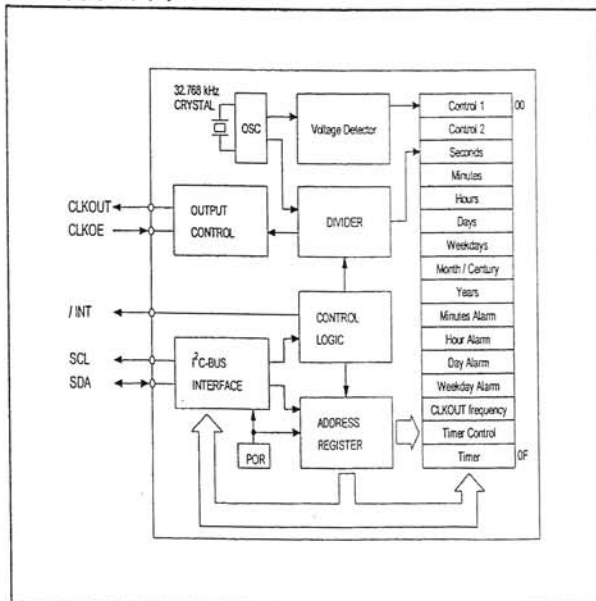 32.768 kHz
CRYSTAL
OSC
Voltage Detector
CLKOUT
CLKOE
OUTPUT
CONTROL
DIVIDER
/ INT
CONTROL
LOGIC
SCL
SDA
I²C-BUS
INTERFACE
ADDRESS
REGISTER
POR
Control 1 00
Control 2
Seconds
Minutes
Hours
Days
Weekdays
Month / Century
Years
Minutes Alarm
Hour Alarm
Day Alarm
Weekday Alarm
CLKOUT frequency
Timer Control
Timer 0F